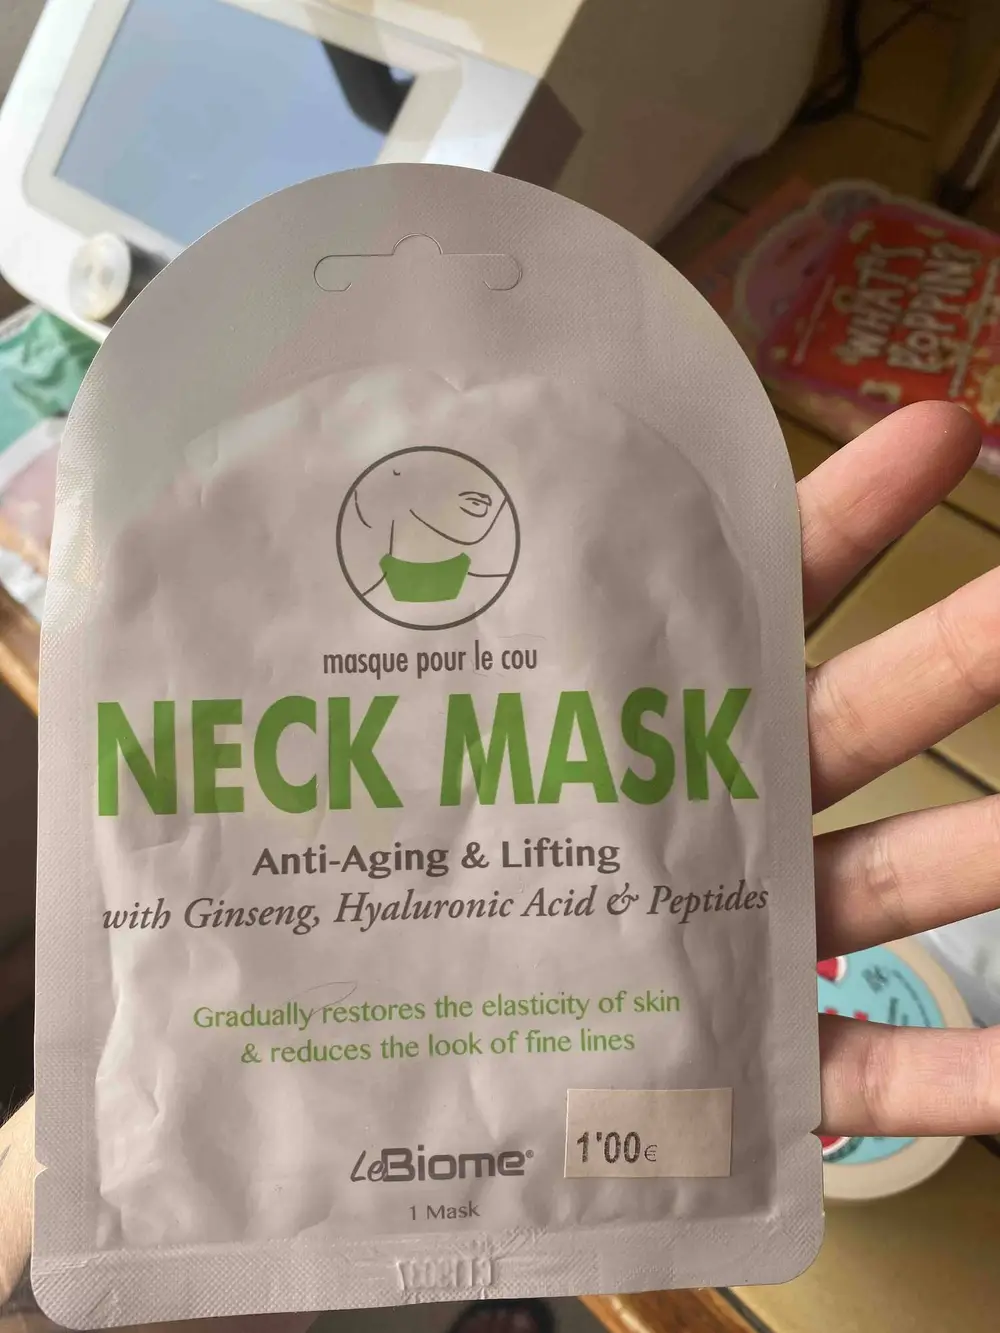 WHAT'S
POPPIN?
masque pour le cou
NECK MASK
Anti-Aging & Lifting
with Ginseng, Hyaluronic Acid & Peptides
Gradually restores the elasticity of skin
& reduces the look of fine lines
LeBiome®
1'00€
1 Mask